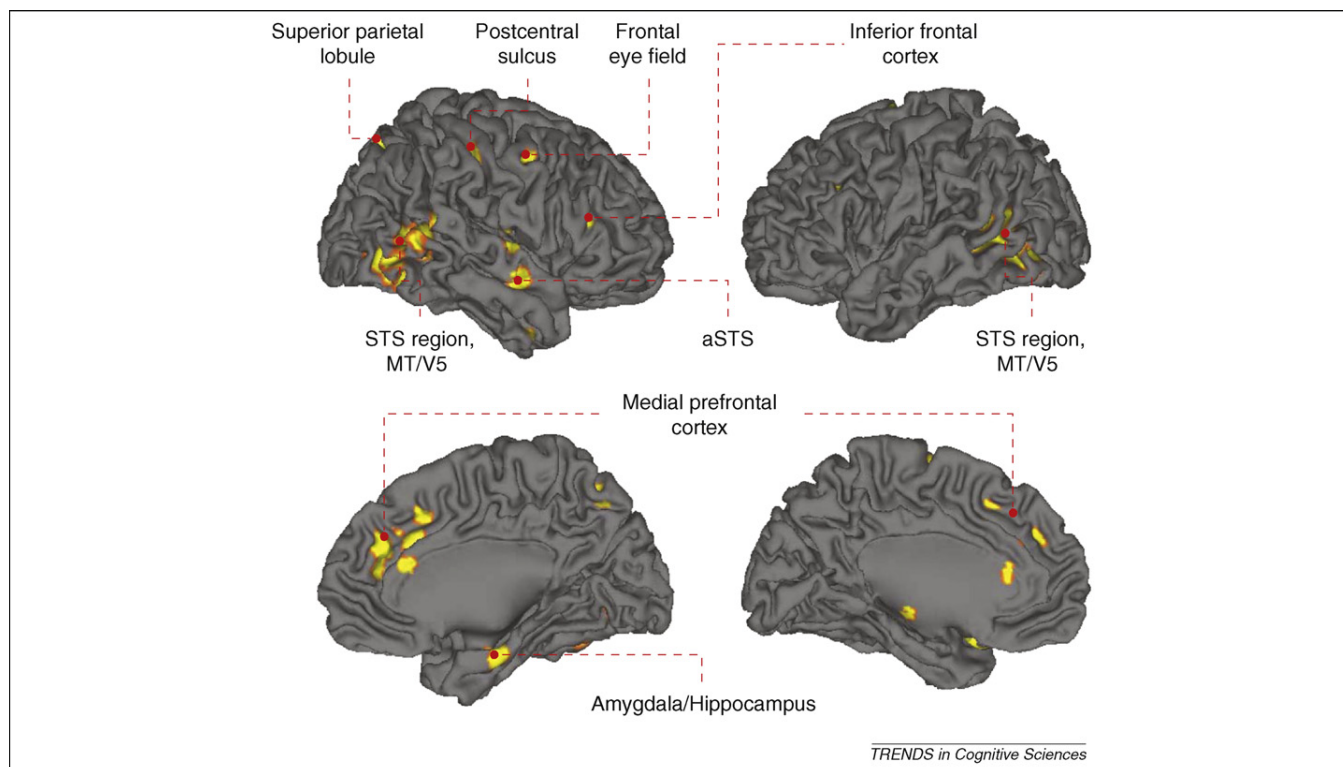 Superior parietal
lobule
Postcentral
sulcus
Frontal
eye field
Inferior frontal
cortex
STS region,
MT/V5
aSTS
STS region,
MT/V5
Medial prefrontal
cortex
Amygdala/Hippocampus
TRENDS in Cognitive Sciences